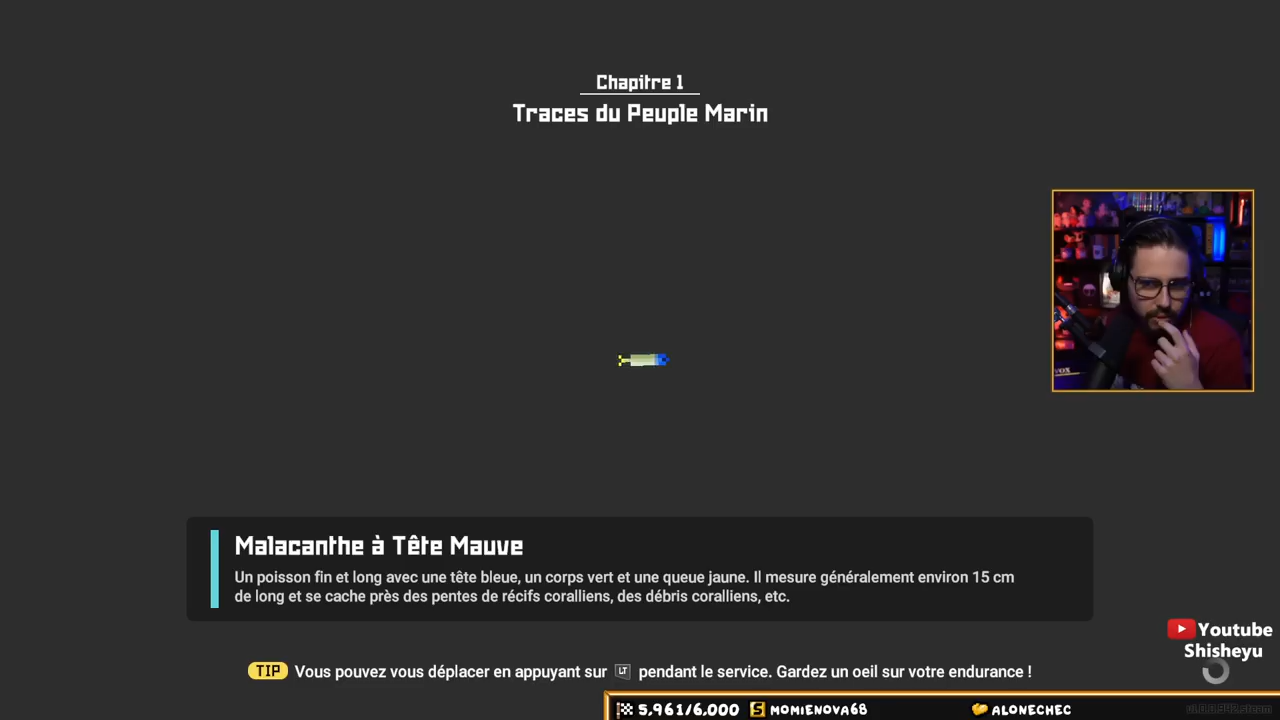 Chapitre 1
Traces du Peuple Marin
Malacanthe à Tête Mauve
Un poisson fin et long avec une tête bleue, un corps vert et une queue jaune. Il mesure généralement environ 15 cm
de long et se cache près des pentes de récifs coralliens, des débris coralliens, etc.
Youtube
Shisheyu
TIP Vous pouvez vous déplacer en appuyant sur LT pendant le service. Gardez un oeil sur votre endurance !
5,961/6,000 S MOMIENOVA68 ALONECHEC